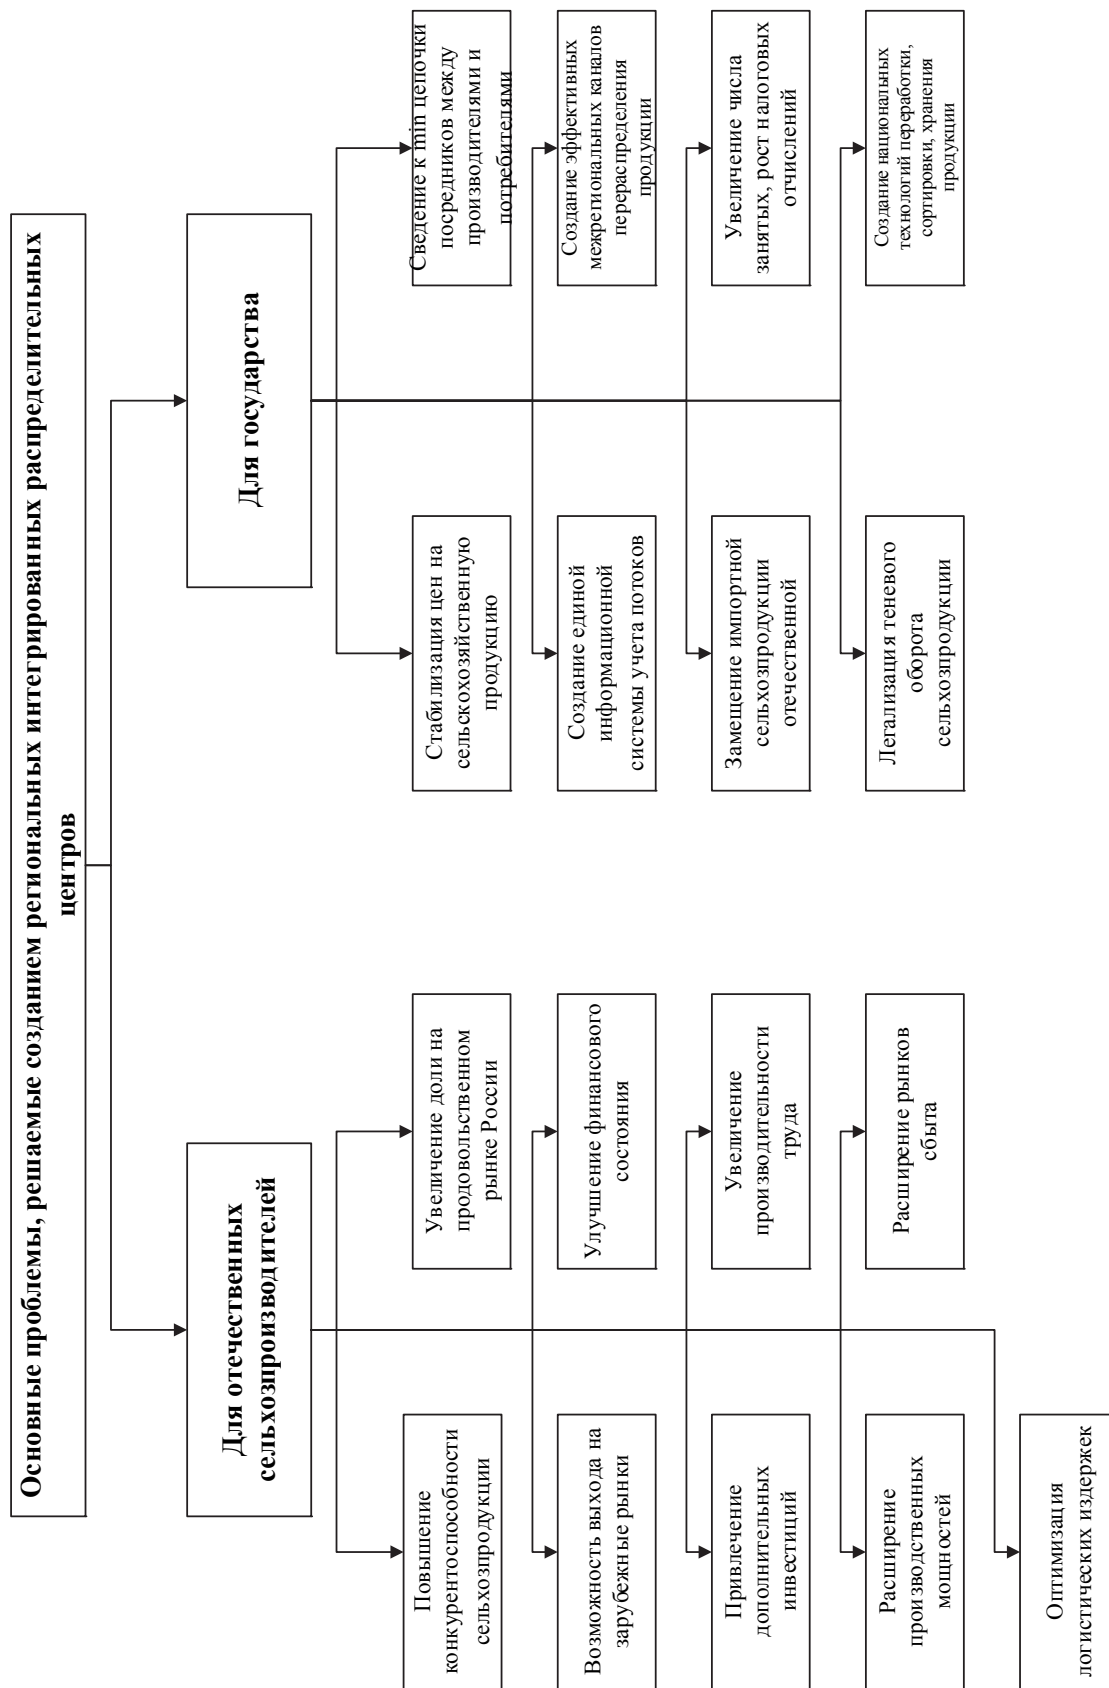 Основные проблемы, решаемые созданием региональных интегрированных распределительных
центров
Для отечественных
сельхозпроизводителей
Для государства
Повышение
конкурентоспособности
сельхозпродукции
Увеличение доли на
продовольственном
рынке России
Стабилизация цен на
сельскохозяйственную
продукцию
Сведение к min цепочки
посредников между
производителями и
потребителями
Возможность выхода на
зарубежные рынки
Улучшение финансового
состояния
Создание единой
информационной
системы учета потоков
Создание эффективных
межрегиональных каналов
перераспределения
продукции
Привлечение
дополнительных
инвестиций
Увеличение
производительности
труда
Замещение импортной
сельхозпродукции
отечественной
Увеличение числа
занятых, рост налоговых
отчислений
Расширение
производственных
мощностей
Расширение рынков
сбыта
Легализация теневого
оборота
сельхозпродукции
Создание национальных
технологий переработки,
сортировки, хранения
продукции
Оптимизация
логистических издержек